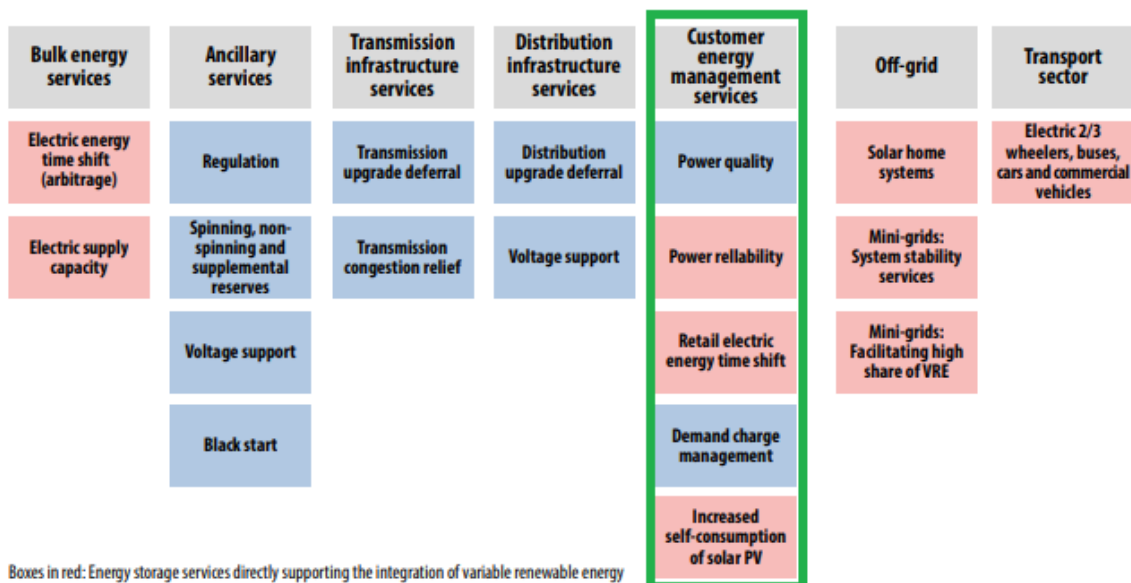 Bulk energy
services
Electric energy
time shift
(arbitrage)
Electric supply
capacity
Ancillary
services
Regulation
Spinning, non-
spinning and
supplemental
reserves
Voltage support
Black start
Transmission
infrastructure
services
Transmission
upgrade deferral
Transmission
congestion relief
Distribution
infrastructure
services
Distribution
upgrade deferral
Voltage support
Customer
energy
management
services
Power quality
Power rellability
Retail electric
energy time shift
Demand charge
management
Increased
self-consumption
of solar PV
Off-grid
Solar home
systems
Mini-grids:
System stability
services
Mini-grids:
Facilitating high
share of VRE
Transport
sector
Electric 2/3
wheelers, buses,
cars and commercial
vehicles
Boxes in red: Energy storage services directly supporting the integration of variable renewable energy